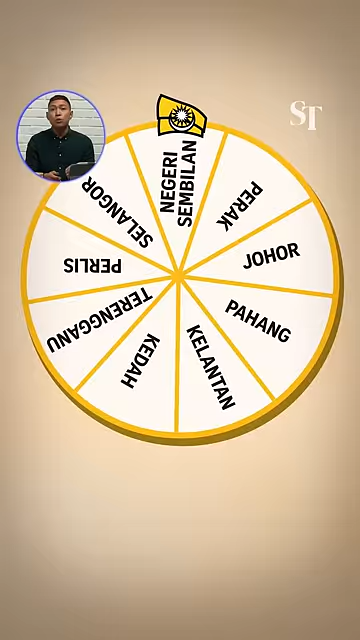 ST
NEGERI
SEMBILAN
PERAK
JOHOR
PAHANG
KELANTAN
KEDAH
TERENGGANU
PERLIS
SELANGOR